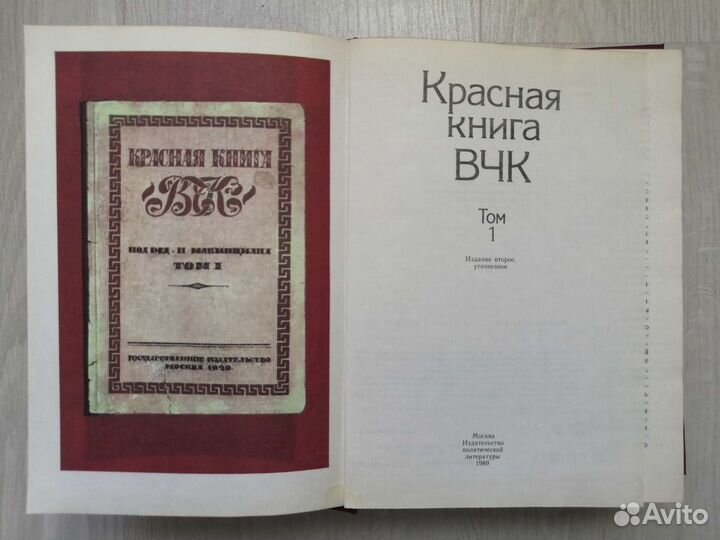 КРАСНАЯ КНИГА
ВЧК
ПОД РЕД. П. МАКИНЦИАНА
ТОМ I
ГОСУДАРСТВЕННОЕ ИЗДАТЕЛЬСТВО
МОСКВА 1920.
Красная
книга
ВЧК
Том
1
Издание второе,
уточненное
Москва
Издательство
политической
литературы
1989
Avito